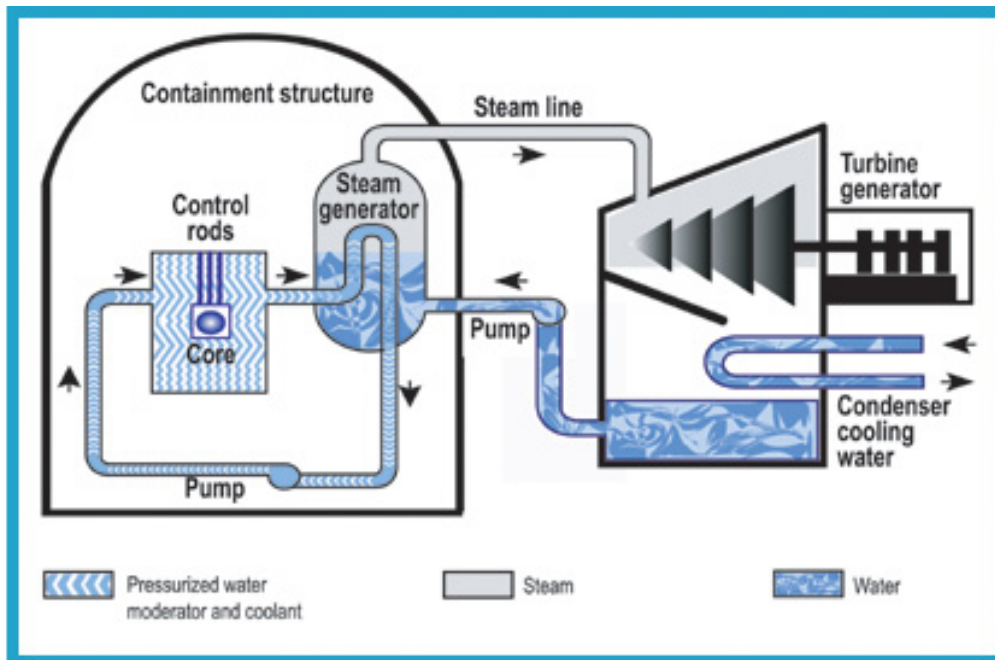 Containment structure
Steam line
Steam
generator
Turbine
generator
Control
rods
Core
Pump
Pump
Condenser
cooling
water
Pressurized water
moderator and coolant
Steam
Water